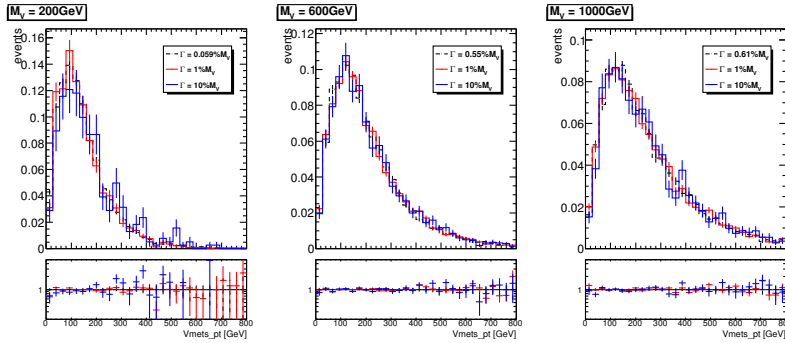 M_V = 200GeV
events
0.16
0.14
0.12
0.1
0.08
0.06
0.04
0.02
0
Γ = 0.059%M_V
Γ = 1%M_V
Γ = 10%M_V
1
0 100 200 300 400 500 600 700 800
Vmets_pt [GeV]
M_V = 600GeV
events
0.12
0.1
0.08
0.06
0.04
0.02
0
Γ = 0.55%M_V
Γ = 1%M_V
Γ = 10%M_V
1
0 100 200 300 400 500 600 700 800
Vmets_pt [GeV]
M_V = 1000GeV
events
0.1
0.08
0.06
0.04
0.02
0
Γ = 0.61%M_V
Γ = 1%M_V
Γ = 10%M_V
1
0 100 200 300 400 500 600 700 800
Vmets_pt [GeV]